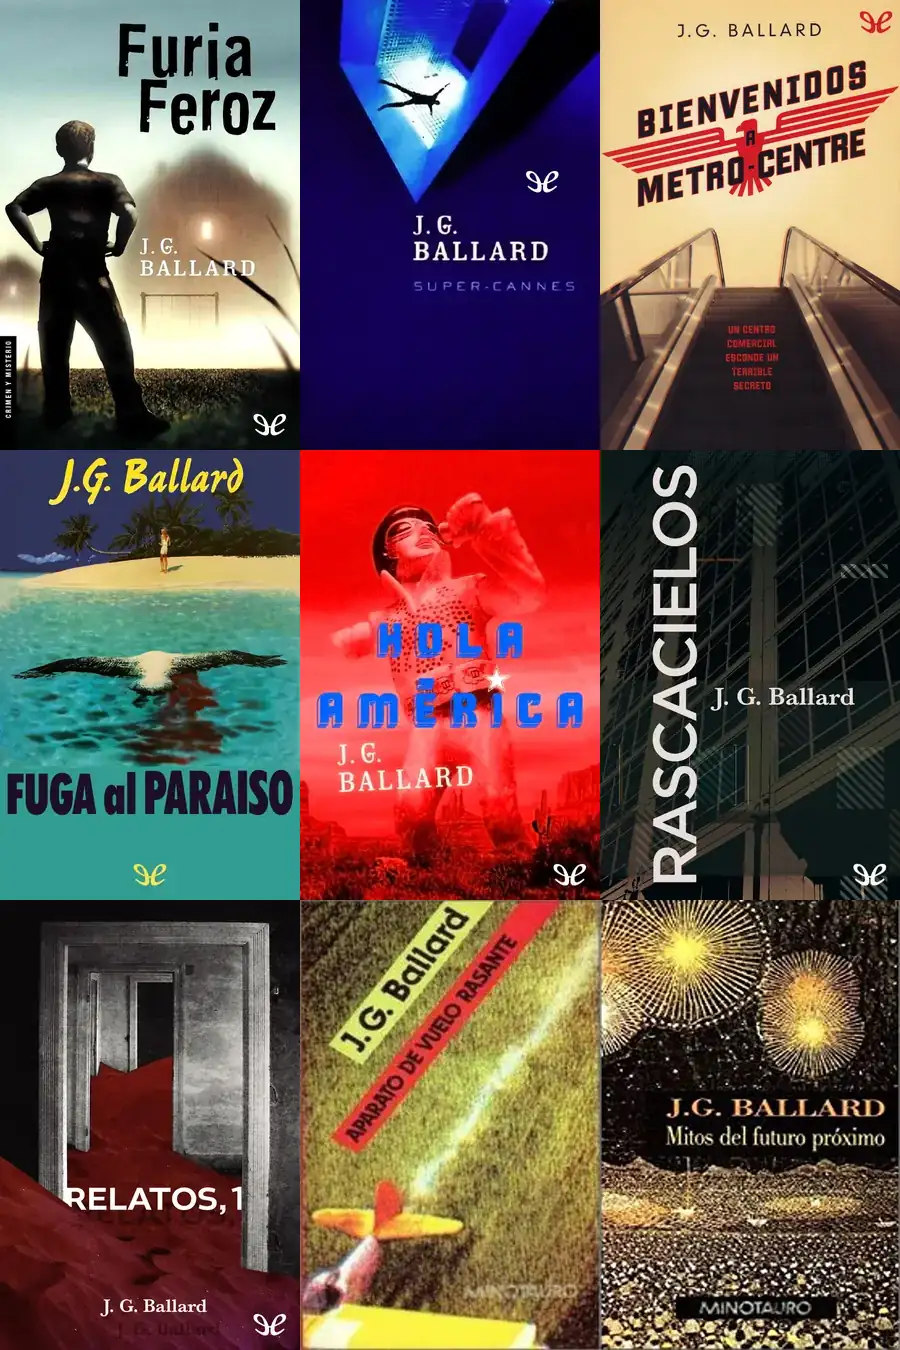 Furia
Feroz
J. G.
BALLARD
CRIMEN Y MISTERIO
J. G.
BALLARD
SUPER-CANNES
J.G. BALLARD
BIENVENIDOS
A
METRO-CENTRE
UN CENTRO
COMERCIAL
ESCONDE UN
TERRIBLE
SECRETO
J.G. Ballard
FUGA al PARAISO
HOLA
AMÉRICA
J. G.
BALLARD
RASCACIELOS
J. G. Ballard
RELATOS, 1
J. G. Ballard
J.G. Ballard
APARATO DE VUELO RASANTE
MINOTAURO
J.G. BALLARD
Mitos del futuro próximo
MINOTAURO